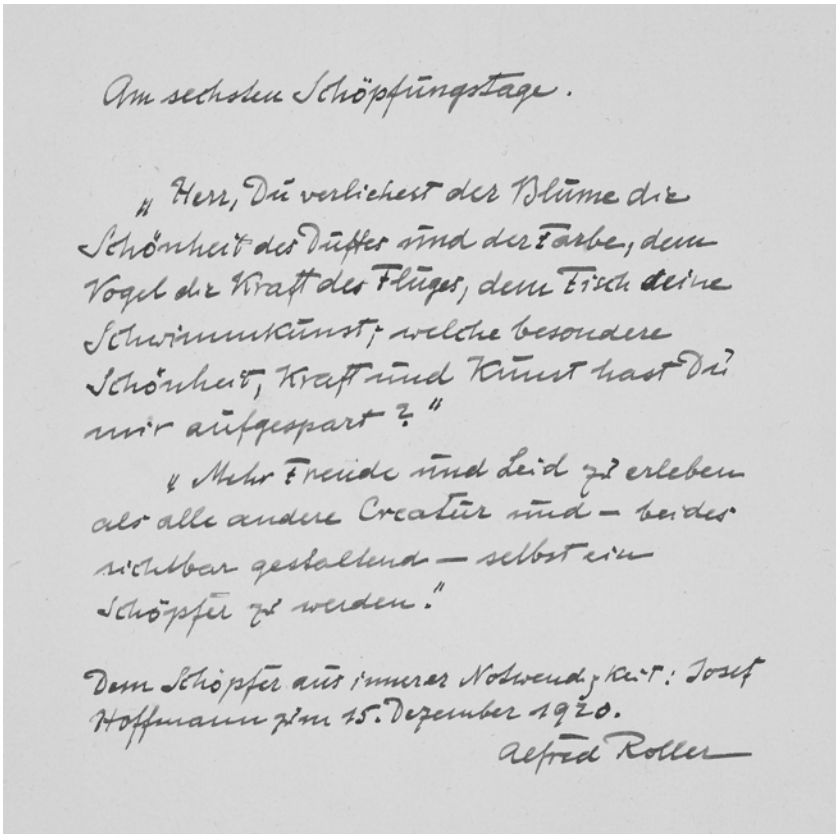 Am sechsten Schöpfungstage.
„Herr, Du verliehest der Blume die
Schönheit des Duftes und der Farbe, dem
Vogel die Kraft des Fluges, dem Fisch seine
Schwimmkunst; welche besondere
Schönheit, Kraft und Kunst hast Du
mir aufgespart?"
„Mehr Freude und Leid zu erleben
als alle andere Creatur und – beides
sichtbar gestaltend – selbst ein
Schöpfer zu werden."
Dem Schöpfer aus innerer Notwendigkeit: Josef
Hoffmann zum 15. Dezember 1920.
Alfred Roller